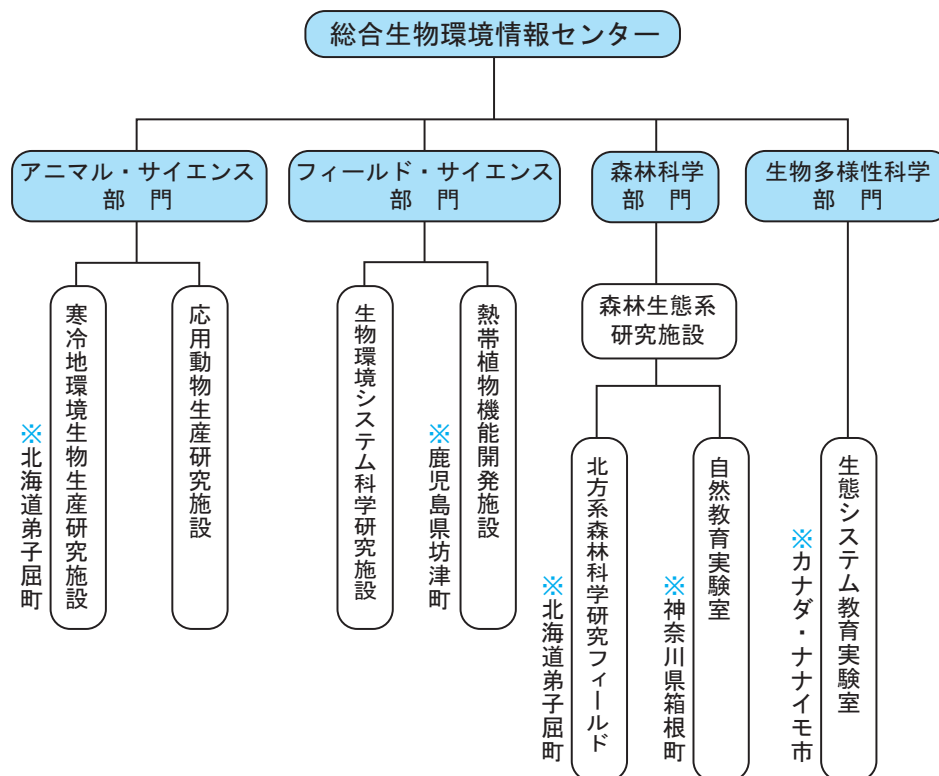 総合生物環境情報センター
アニマル・サイエンス
部　門
フィールド・サイエンス
部　門
森林科学
部　門
生物多様性科学
部　門
寒冷地環境生物生産研究施設
※北海道弟子屈町
応用動物生産研究施設
生物環境システム科学研究施設
熱帯植物機能開発施設
※鹿児島県坊津町
森林生態系
研究施設
北方系森林科学研究フィールド
※北海道弟子屈町
自然教育実験室
※神奈川県箱根町
生態システム教育実験室
※カナダ・ナナイモ市